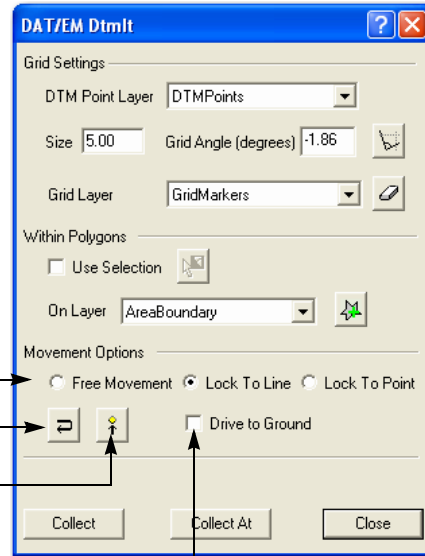 DAT/EM DtmIt
Grid Settings
DTM Point Layer DTMPoints
Size 5.00 Grid Angle (degrees) -1.86
Grid Layer GridMarkers
Within Polygons
Use Selection
On Layer AreaBoundary
Movement Options
Free Movement Lock To Line Lock To Point
Drive to Ground
Collect Collect At Close